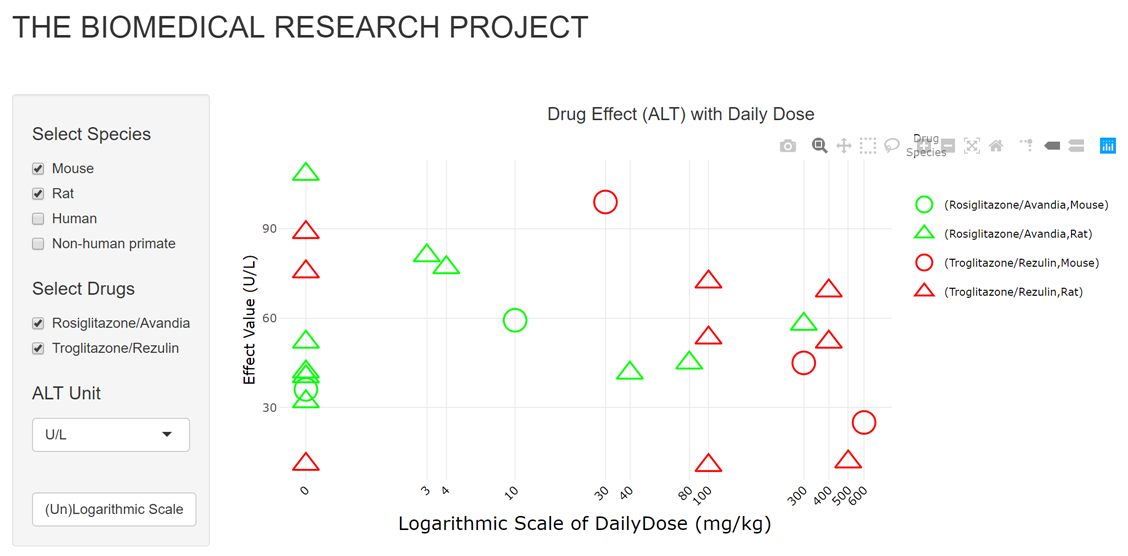 THE BIOMEDICAL RESEARCH PROJECT
Select Species
Mouse
Rat
Human
Non-human primate
Select Drugs
Rosiglitazone/Avandia
Troglitazone/Rezulin
ALT Unit
U/L
(Un)Logarithmic Scale
Drug Effect (ALT) with Daily Dose
Drug
Species
(Rosiglitazone/Avandia,Mouse)
(Rosiglitazone/Avandia,Rat)
(Troglitazone/Rezulin,Mouse)
(Troglitazone/Rezulin,Rat)
Effect Value (U/L)
90
60
30
0 3 4 10 30 40 80 100 300 400 500 600
Logarithmic Scale of DailyDose (mg/kg)